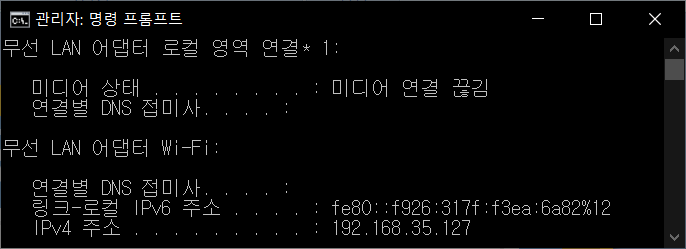 관리자: 명령 프롬프트
무선 LAN 어댑터 로컬 영역 연결* 1:
미디어 상태 . . . . . . . . : 미디어 연결 끊김
연결별 DNS 접미사. . . . :
무선 LAN 어댑터 Wi-Fi:
연결별 DNS 접미사. . . . :
링크-로컬 IPv6 주소 . . . . : fe80::f926:317f:f3ea:6a82%12
IPv4 주소 . . . . . . . . . : 192.168.35.127